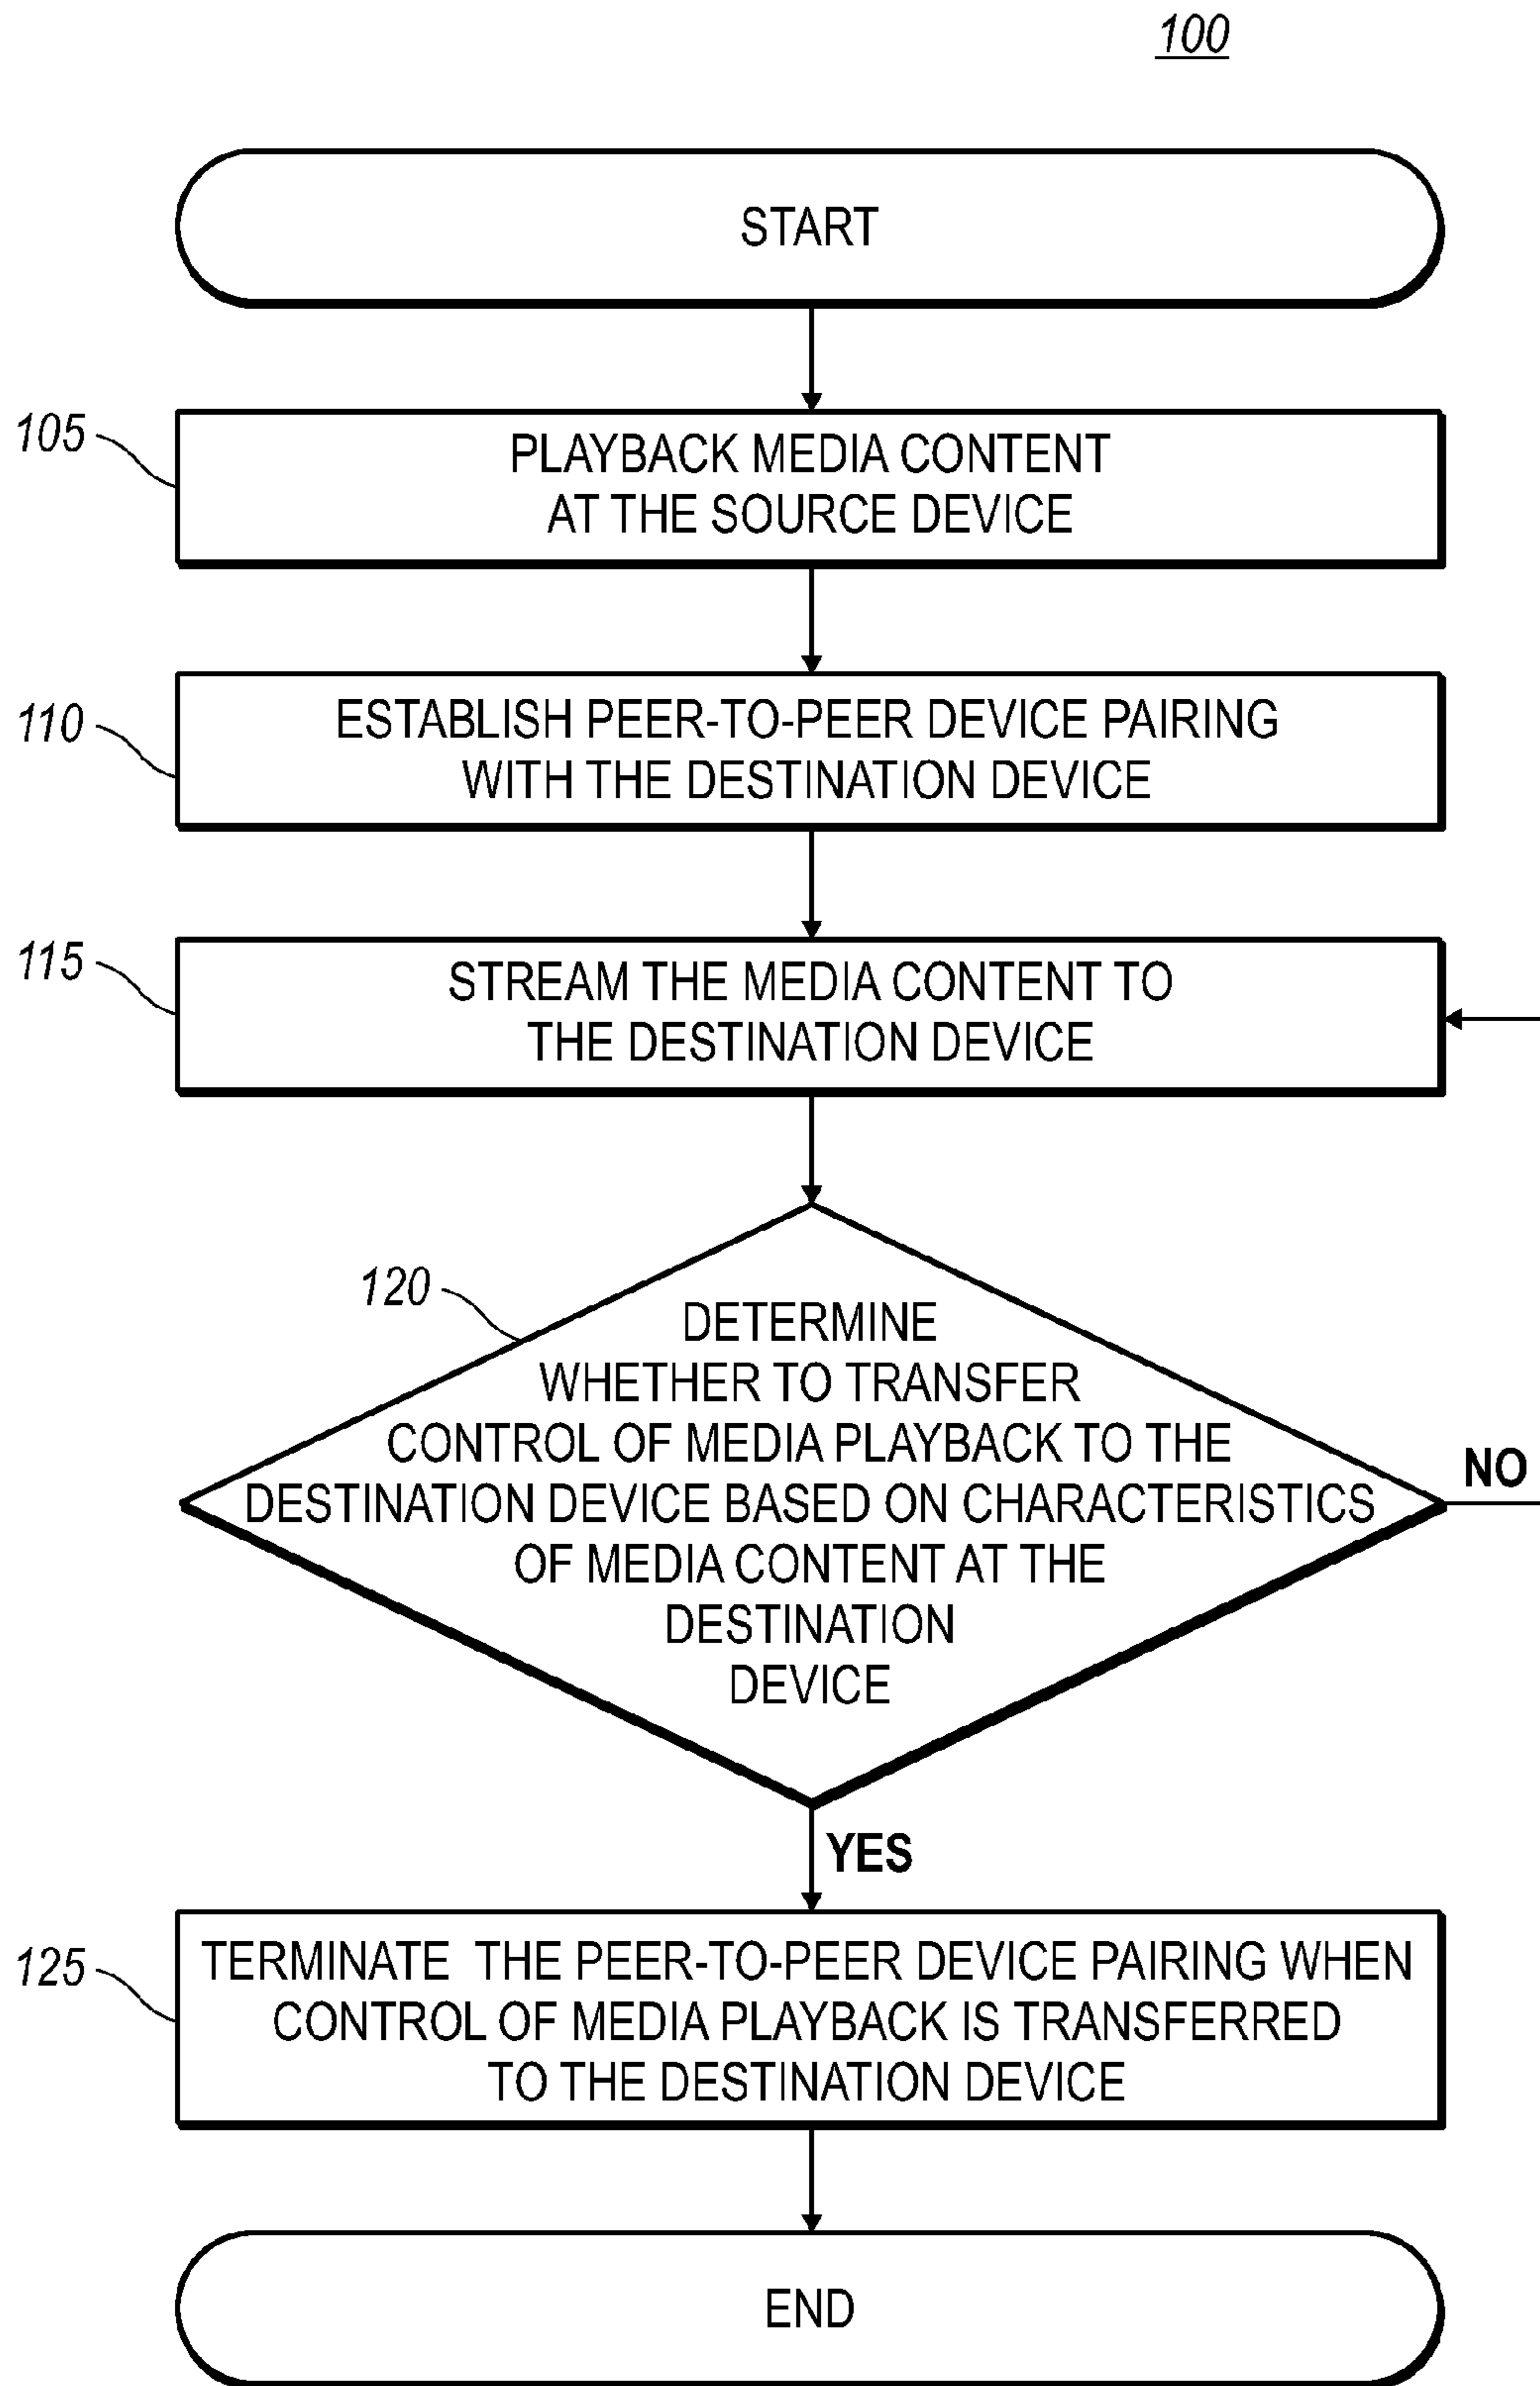 100
START
105
PLAYBACK MEDIA CONTENT
AT THE SOURCE DEVICE
110
ESTABLISH PEER-TO-PEER DEVICE PAIRING
WITH THE DESTINATION DEVICE
115
STREAM THE MEDIA CONTENT TO
THE DESTINATION DEVICE
120
DETERMINE
WHETHER TO TRANSFER
CONTROL OF MEDIA PLAYBACK TO THE
DESTINATION DEVICE BASED ON CHARACTERISTICS
OF MEDIA CONTENT AT THE
DESTINATION
DEVICE
NO
YES
125
TERMINATE THE PEER-TO-PEER DEVICE PAIRING WHEN
CONTROL OF MEDIA PLAYBACK IS TRANSFERRED
TO THE DESTINATION DEVICE
END